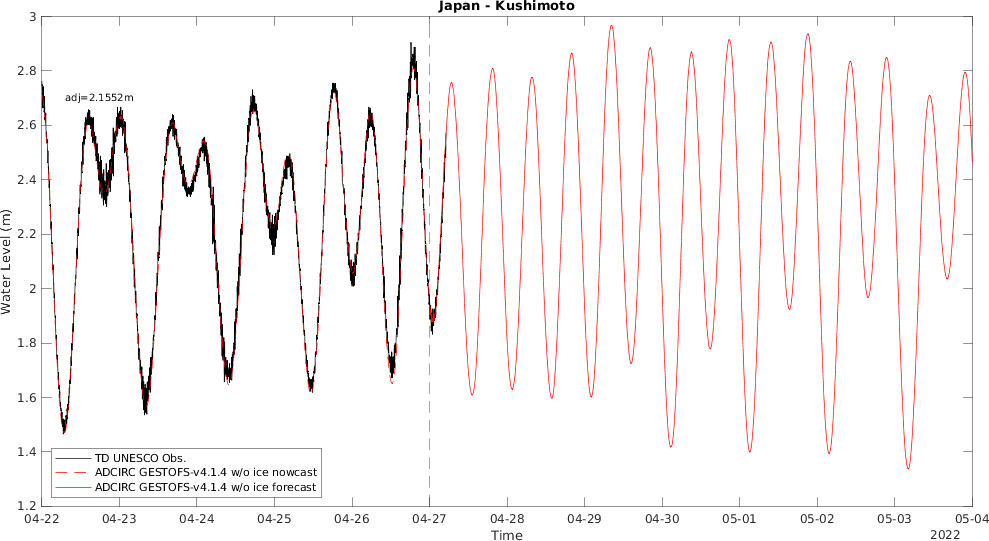 Japan - Kushimoto
3
2.8
2.6
2.4
2.2
2
1.8
1.6
1.4
1.2
Water Level (m)
adj=2.1552m
TD UNESCO Obs.
ADCIRC GESTOFS-v4.1.4 w/o ice nowcast
ADCIRC GESTOFS-v4.1.4 w/o ice forecast
04-22 04-23 04-24 04-25 04-26 04-27 04-28 04-29 04-30 05-01 05-02 05-03 05-04
Time
2022